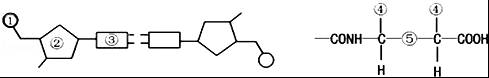 ①
② ③
④ ④
—CONH—C—⑤—C—COOH
H H